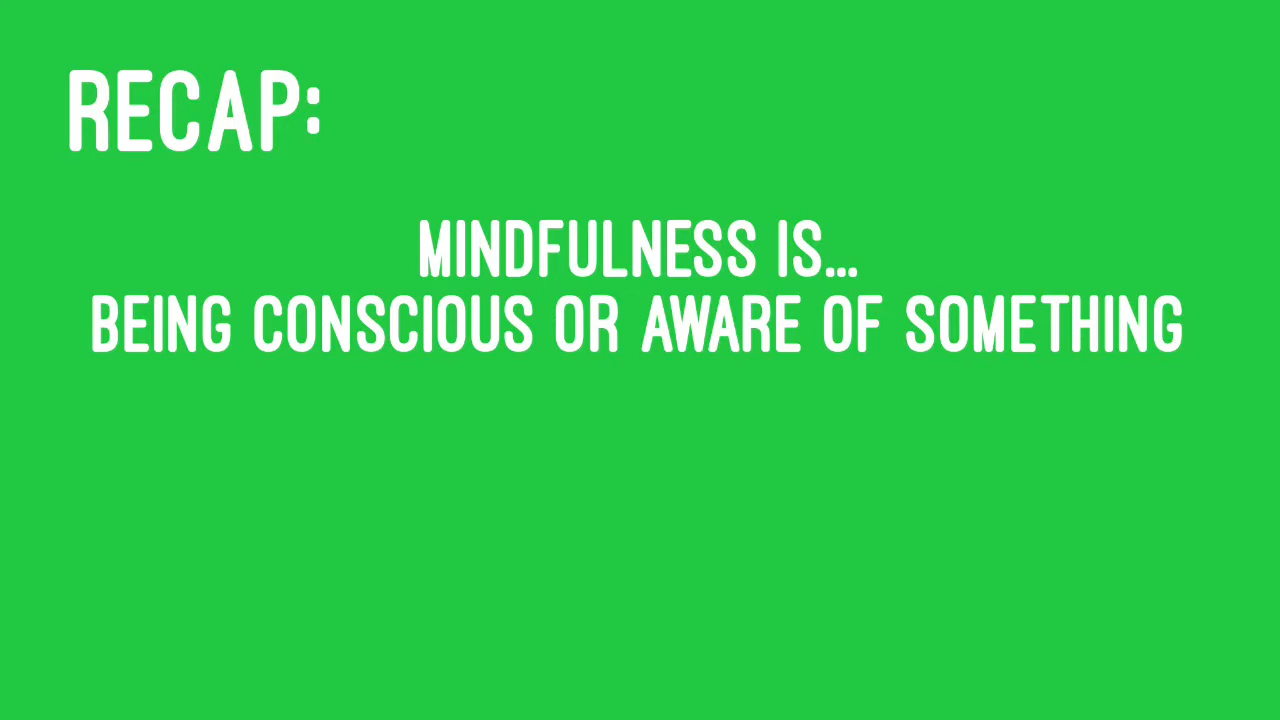 RECAP:
MINDFULNESS IS...
BEING CONSCIOUS OR AWARE OF SOMETHING